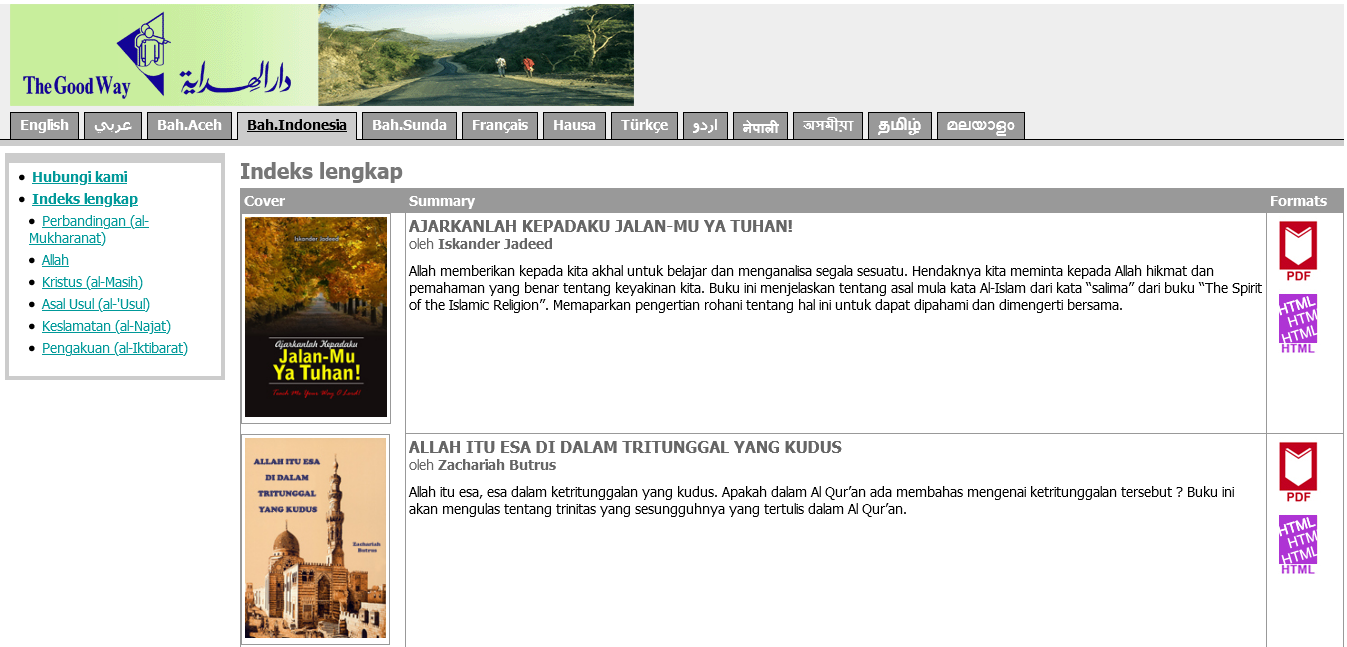 The Good Way دار الهداية
English عربي Bah.Aceh Bah.Indonesia Bah.Sunda Français Hausa Türkçe اردو नेपाली অসমীয়া தமிழ் മലയാളം
Hubungi kami
Indeks lengkap
Perbandingan (al-
Mukharanat)
Allah
Kristus (al-Masih)
Asal Usul (al-'Usul)
Keslamatan (al-Najat)
Pengakuan (al-Iktibarat)
Indeks lengkap
Cover Summary Formats
Iskander Jadeed
Ajarkanlah Kepadaku
Jalan-Mu
Ya Tuhan!
Teach Me Your Way O Lord!
AJARKANLAH KEPADAKU JALAN-MU YA TUHAN!
oleh Iskander Jadeed
Allah memberikan kepada kita akhal untuk belajar dan menganalisa segala sesuatu. Hendaknya kita meminta kepada Allah hikmat dan
pemahaman yang benar tentang keyakinan kita. Buku ini menjelaskan tentang asal mula kata Al-Islam dari kata “salima” dari buku “The Spirit
of the Islamic Religion”. Memaparkan pengertian rohani tentang hal ini untuk dapat dipahami dan dimengerti bersama.
PDF
HTML
HTML
HTML
HTML
ALLAH ITU ESA
DI DALAM
TRITUNGGAL
YANG KUDUS
Zachariah
Butrus
ALLAH ITU ESA DI DALAM TRITUNGGAL YANG KUDUS
oleh Zachariah Butrus
Allah itu esa, esa dalam ketritunggalan yang kudus. Apakah dalam Al Qur’an ada membahas mengenai ketritunggalan tersebut ? Buku ini
akan mengulas tentang trinitas yang sesungguhnya yang tertulis dalam Al Qur’an.
PDF
HTML
HTML
HTML
HTML